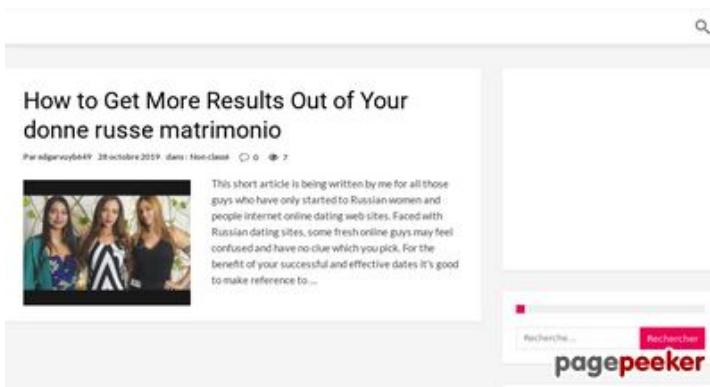 How to Get More Results Out of Your
donne russe matrimonio
Par edgarvuyb649 28 octobre 2019 dans : Non classé 0 7
This short article is being written by me for all those
guys who have only started to Russian women and
people internet online dating web sites. Faced with
Russian dating sites, some fresh online guys may feel
confused and have no clue which you pick. For the
benefit of your successful and effective dates it's good
to make reference to ...
Recherche ...
Rechercher
pagepeeker